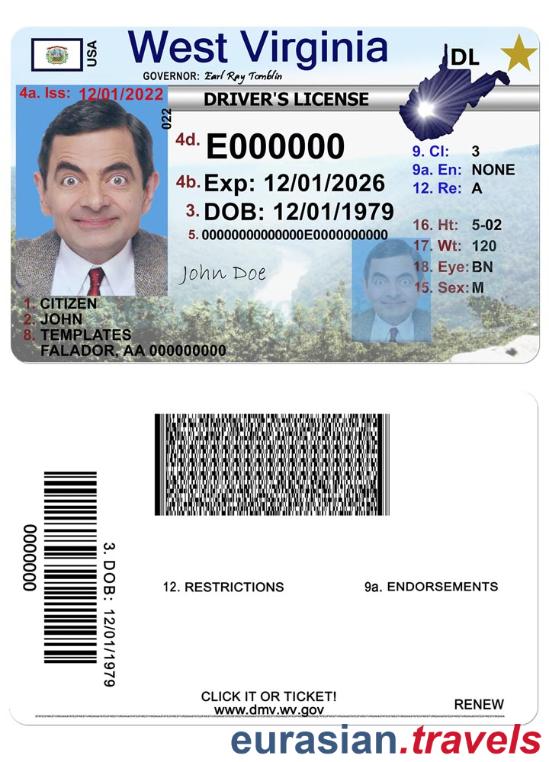 West Virginia
USA
GOVERNOR: Earl Ray Tomblin
DL
4a. Iss: 12/01/2022
DRIVER'S LICENSE
022
4d. E000000
4b. Exp: 12/01/2026
3. DOB: 12/01/1979
5. 00000000000000E0000000000
9. Cl: 3
9a. En: NONE
12. Re: A
16. Ht: 5-02
17. Wt: 120
18. Eye: BN
15. Sex: M
John Doe
1. CITIZEN
2. JOHN
8. TEMPLATES
FALADOR, AA 000000000
00000000
3. DOB: 12/01/1979
12. RESTRICTIONS
9a. ENDORSEMENTS
CLICK IT OR TICKET!
www.dmv.wv.gov
RENEW
eurasian.travels